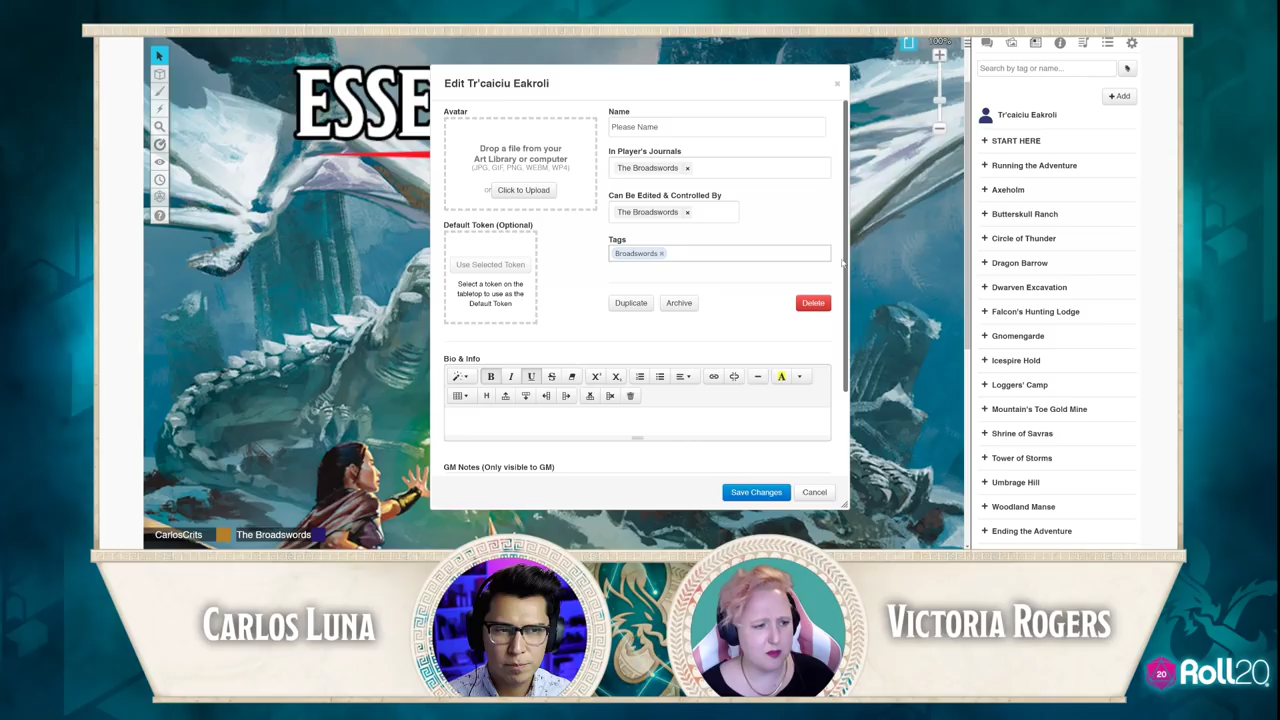 ESSE
100%
Search by tag or name...
+ Add
Tr'caiciu Eakroli
+ START HERE
+ Running the Adventure
+ Axeholm
+ Butterskull Ranch
+ Circle of Thunder
+ Dragon Barrow
+ Dwarven Excavation
+ Falcon's Hunting Lodge
+ Gnomengarde
+ Icespire Hold
+ Loggers' Camp
+ Mountain's Toe Gold Mine
+ Shrine of Savras
+ Tower of Storms
+ Umbrage Hill
+ Woodland Manse
+ Ending the Adventure
Edit Tr'caiciu Eakroli ×
Avatar
Drop a file from your
Art Library or computer
(JPG, GIF, PNG, WEBM, WP4)
or Click to Upload
Default Token (Optional)
Use Selected Token
Select a token on the
tabletop to use as the
Default Token
Name
Please Name
In Player's Journals
The Broadswords ×
Can Be Edited & Controlled By
The Broadswords ×
Tags
Broadswords ×
Duplicate Archive Delete
Bio & Info
B I U S
A
H
GM Notes (Only visible to GM)
Save Changes Cancel
CarlosCrits The Broadswords
CARLOS LUNA
VICTORIA ROGERS
20 Roll20